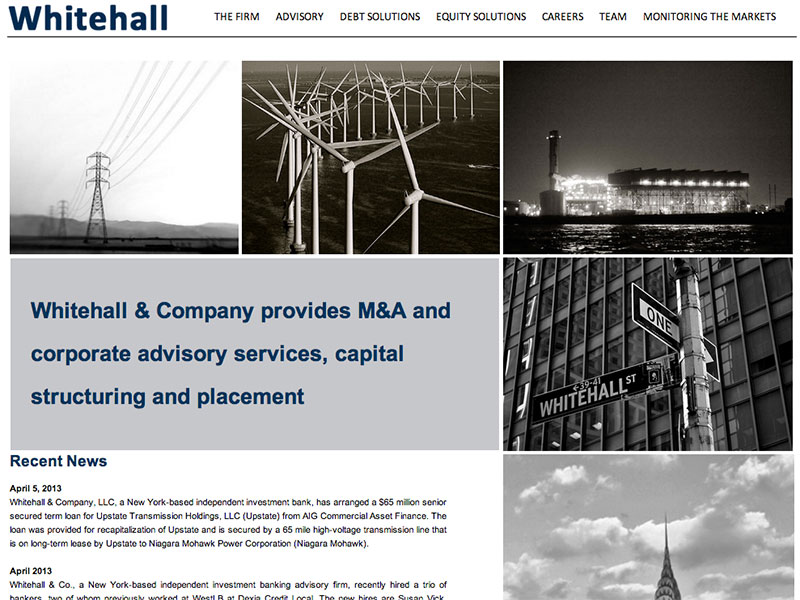 Whitehall
THE FIRM ADVISORY DEBT SOLUTIONS EQUITY SOLUTIONS CAREERS TEAM MONITORING THE MARKETS
Whitehall & Company provides M&A and
corporate advisory services, capital
structuring and placement
ONE
39-41
WHITEHALL ST
Recent News
April 5, 2013
Whitehall & Company, LLC, a New York-based independent investment bank, has arranged a $65 million senior
secured term loan for Upstate Transmission Holdings, LLC (Upstate) from AIG Commercial Asset Finance. The
loan was provided for recapitalization of Upstate and is secured by a 65 mile high-voltage transmission line that
is on long-term lease by Upstate to Niagara Mohawk Power Corporation (Niagara Mohawk).
April 2013
Whitehall & Co., a New York-based independent investment banking advisory firm, recently hired a trio of
bankers, two of whom previously worked at WestLB at Dexia Credit Local. The new hires are Susan Vick,